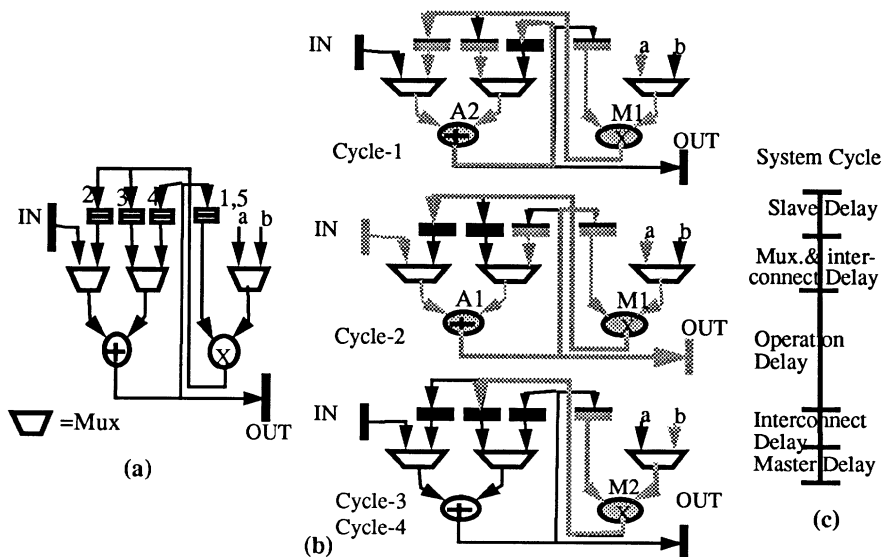 IN
2
3
4
1,5
a
b
+
X
OUT
=Mux
(a)
IN
a
b
A2
M1
+
X
OUT
Cycle-1
IN
a
b
A1
M1
+
X
OUT
Cycle-2
IN
a
b
M2
+
X
OUT
Cycle-3
Cycle-4
(b)
System Cycle
Slave Delay
Mux.& inter-
connect Delay
Operation
Delay
Interconnect
Delay
Master Delay
(c)